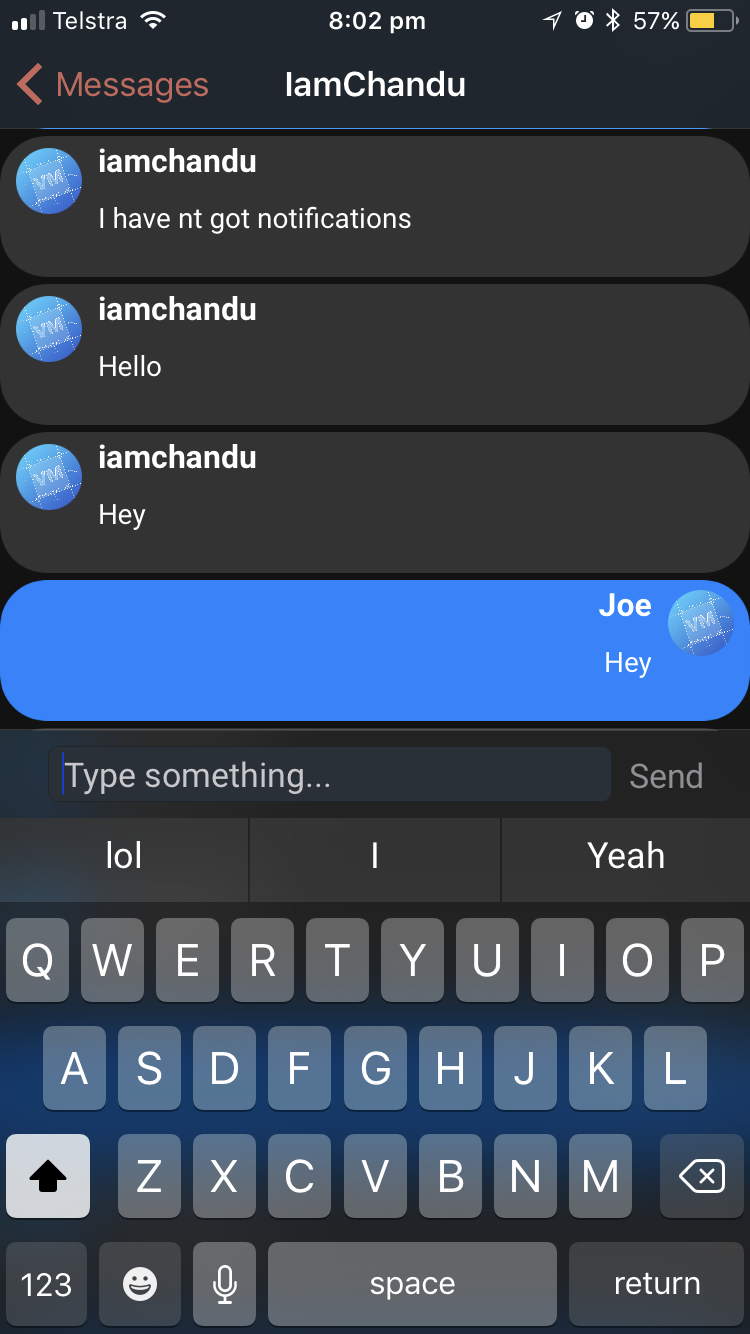 Telstra 8:02 pm 57%
Messages IamChandu
VM iamchandu
I have nt got notifications
VM iamchandu
Hello
VM iamchandu
Hey
Joe VM
Hey
Type something... Send
lol I Yeah
Q W E R T Y U I O P
A S D F G H J K L
Z X C V B N M
123 space return